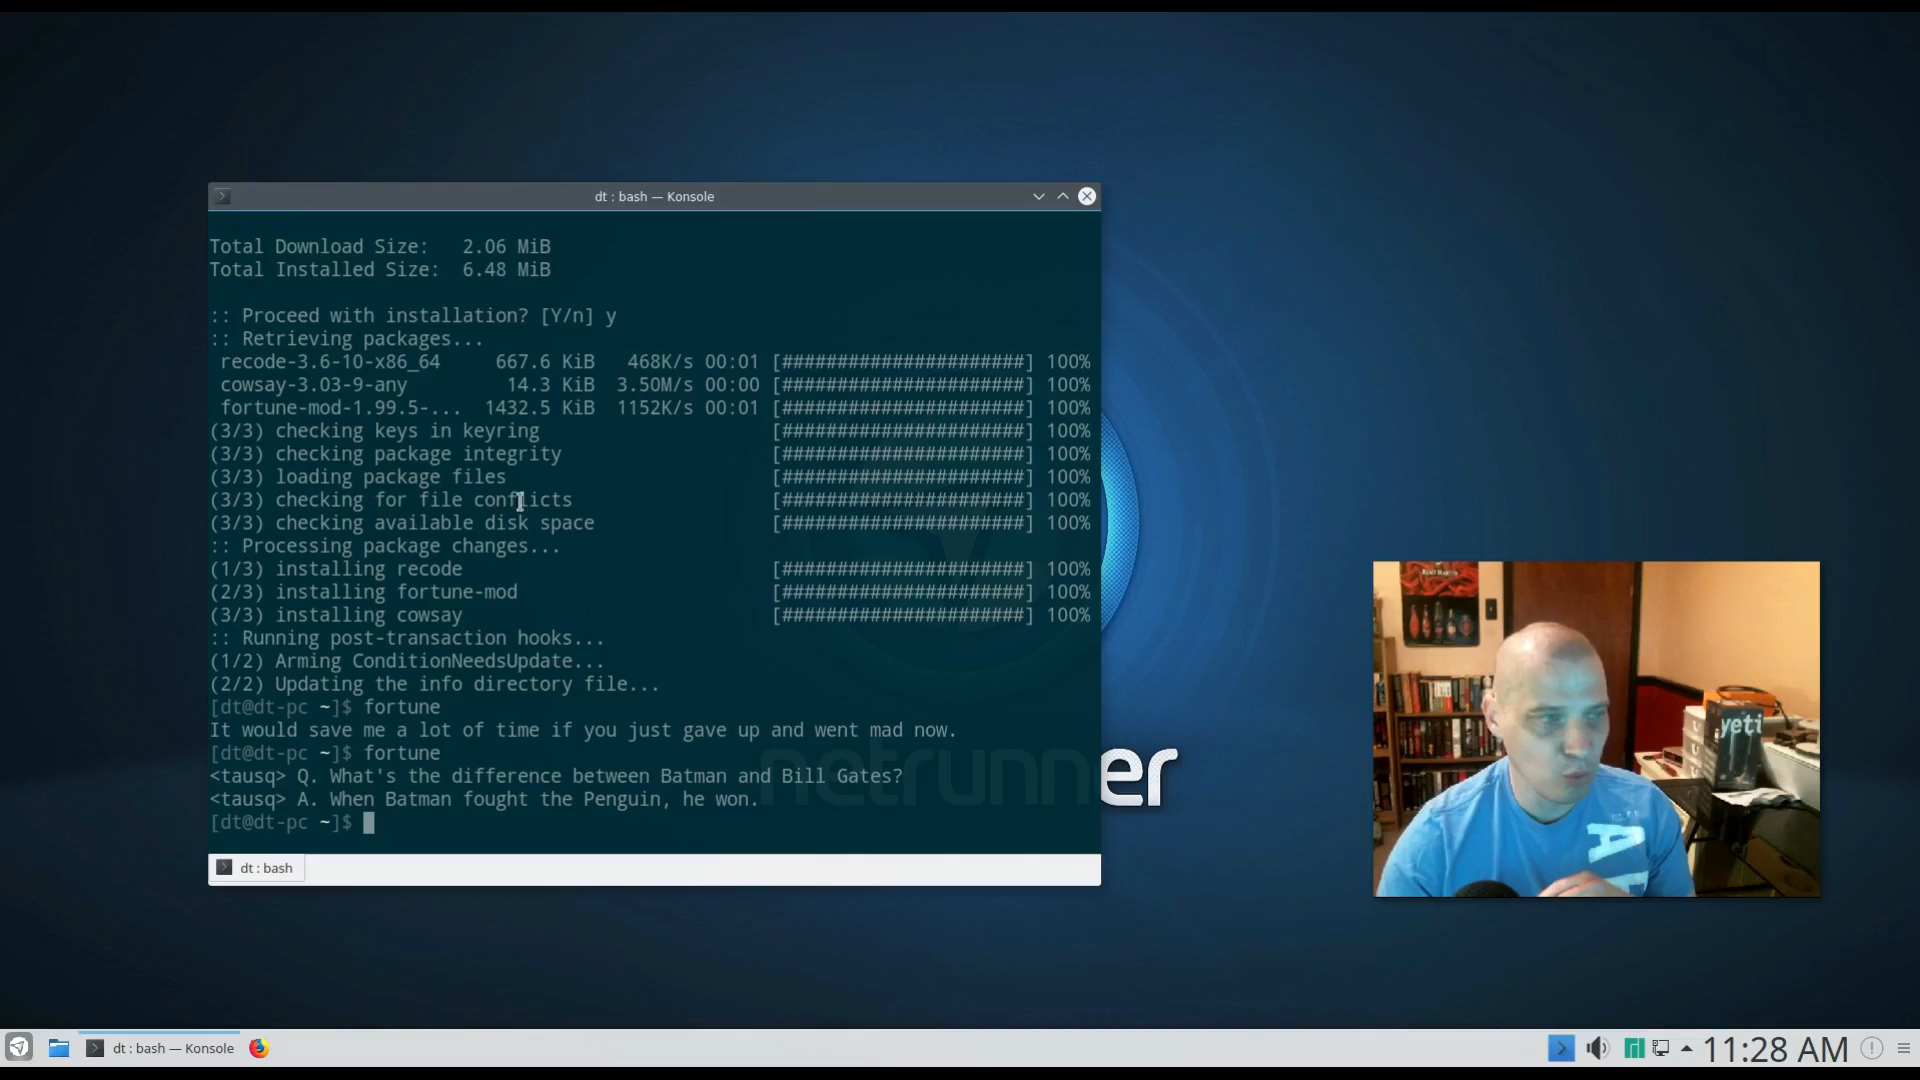 dt : bash — Konsole
Total Download Size:   2.06 MiB
Total Installed Size:  6.48 MiB
:: Proceed with installation? [Y/n] y
:: Retrieving packages...
recode-3.6-10-x86_64     667.6 KiB   468K/s 00:01 [######################] 100%
cowsay-3.03-9-any         14.3 KiB  3.50M/s 00:00 [######################] 100%
fortune-mod-1.99.5-...  1432.5 KiB  1152K/s 00:01 [######################] 100%
(3/3) checking keys in keyring                     [######################] 100%
(3/3) checking package integrity                   [######################] 100%
(3/3) loading package files                        [######################] 100%
(3/3) checking for file conflicts                  [######################] 100%
(3/3) checking available disk space                [######################] 100%
:: Processing package changes...
(1/3) installing recode                            [######################] 100%
(2/3) installing fortune-mod                       [######################] 100%
(3/3) installing cowsay                            [######################] 100%
:: Running post-transaction hooks...
(1/2) Arming ConditionNeedsUpdate...
(2/2) Updating the info directory file...
[dt@dt-pc ~]$ fortune
It would save me a lot of time if you just gave up and went mad now.
[dt@dt-pc ~]$ fortune
<tausq> Q. What's the difference between Batman and Bill Gates?
<tausq> A. When Batman fought the Penguin, he won.
[dt@dt-pc ~]$
netrunner
dt : bash
yeti
dt : bash — Konsole
11:28 AM